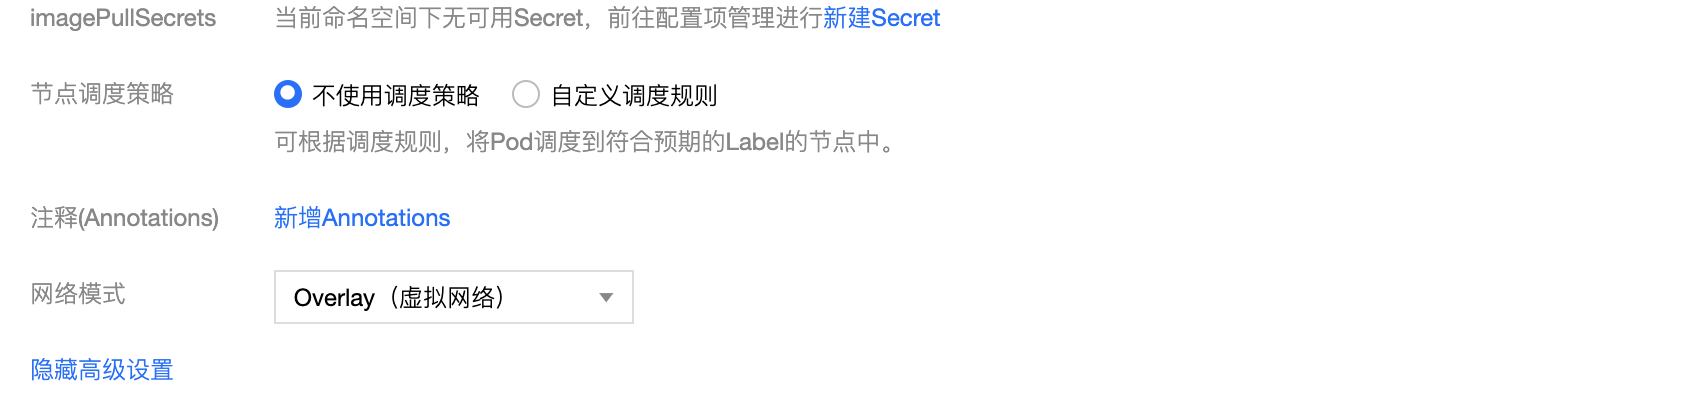 imagePullSecrets 当前命名空间下无可用Secret，前往配置项管理进行新建Secret
节点调度策略 不使用调度策略 自定义调度规则
可根据调度规则，将Pod调度到符合预期的Label的节点中。
注释(Annotations) 新增Annotations
网络模式 Overlay（虚拟网络）
隐藏高级设置